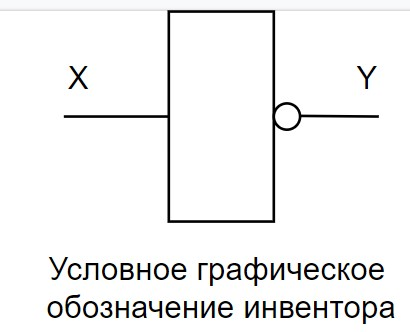 X Y
Условное графическое
обозначение инвентора